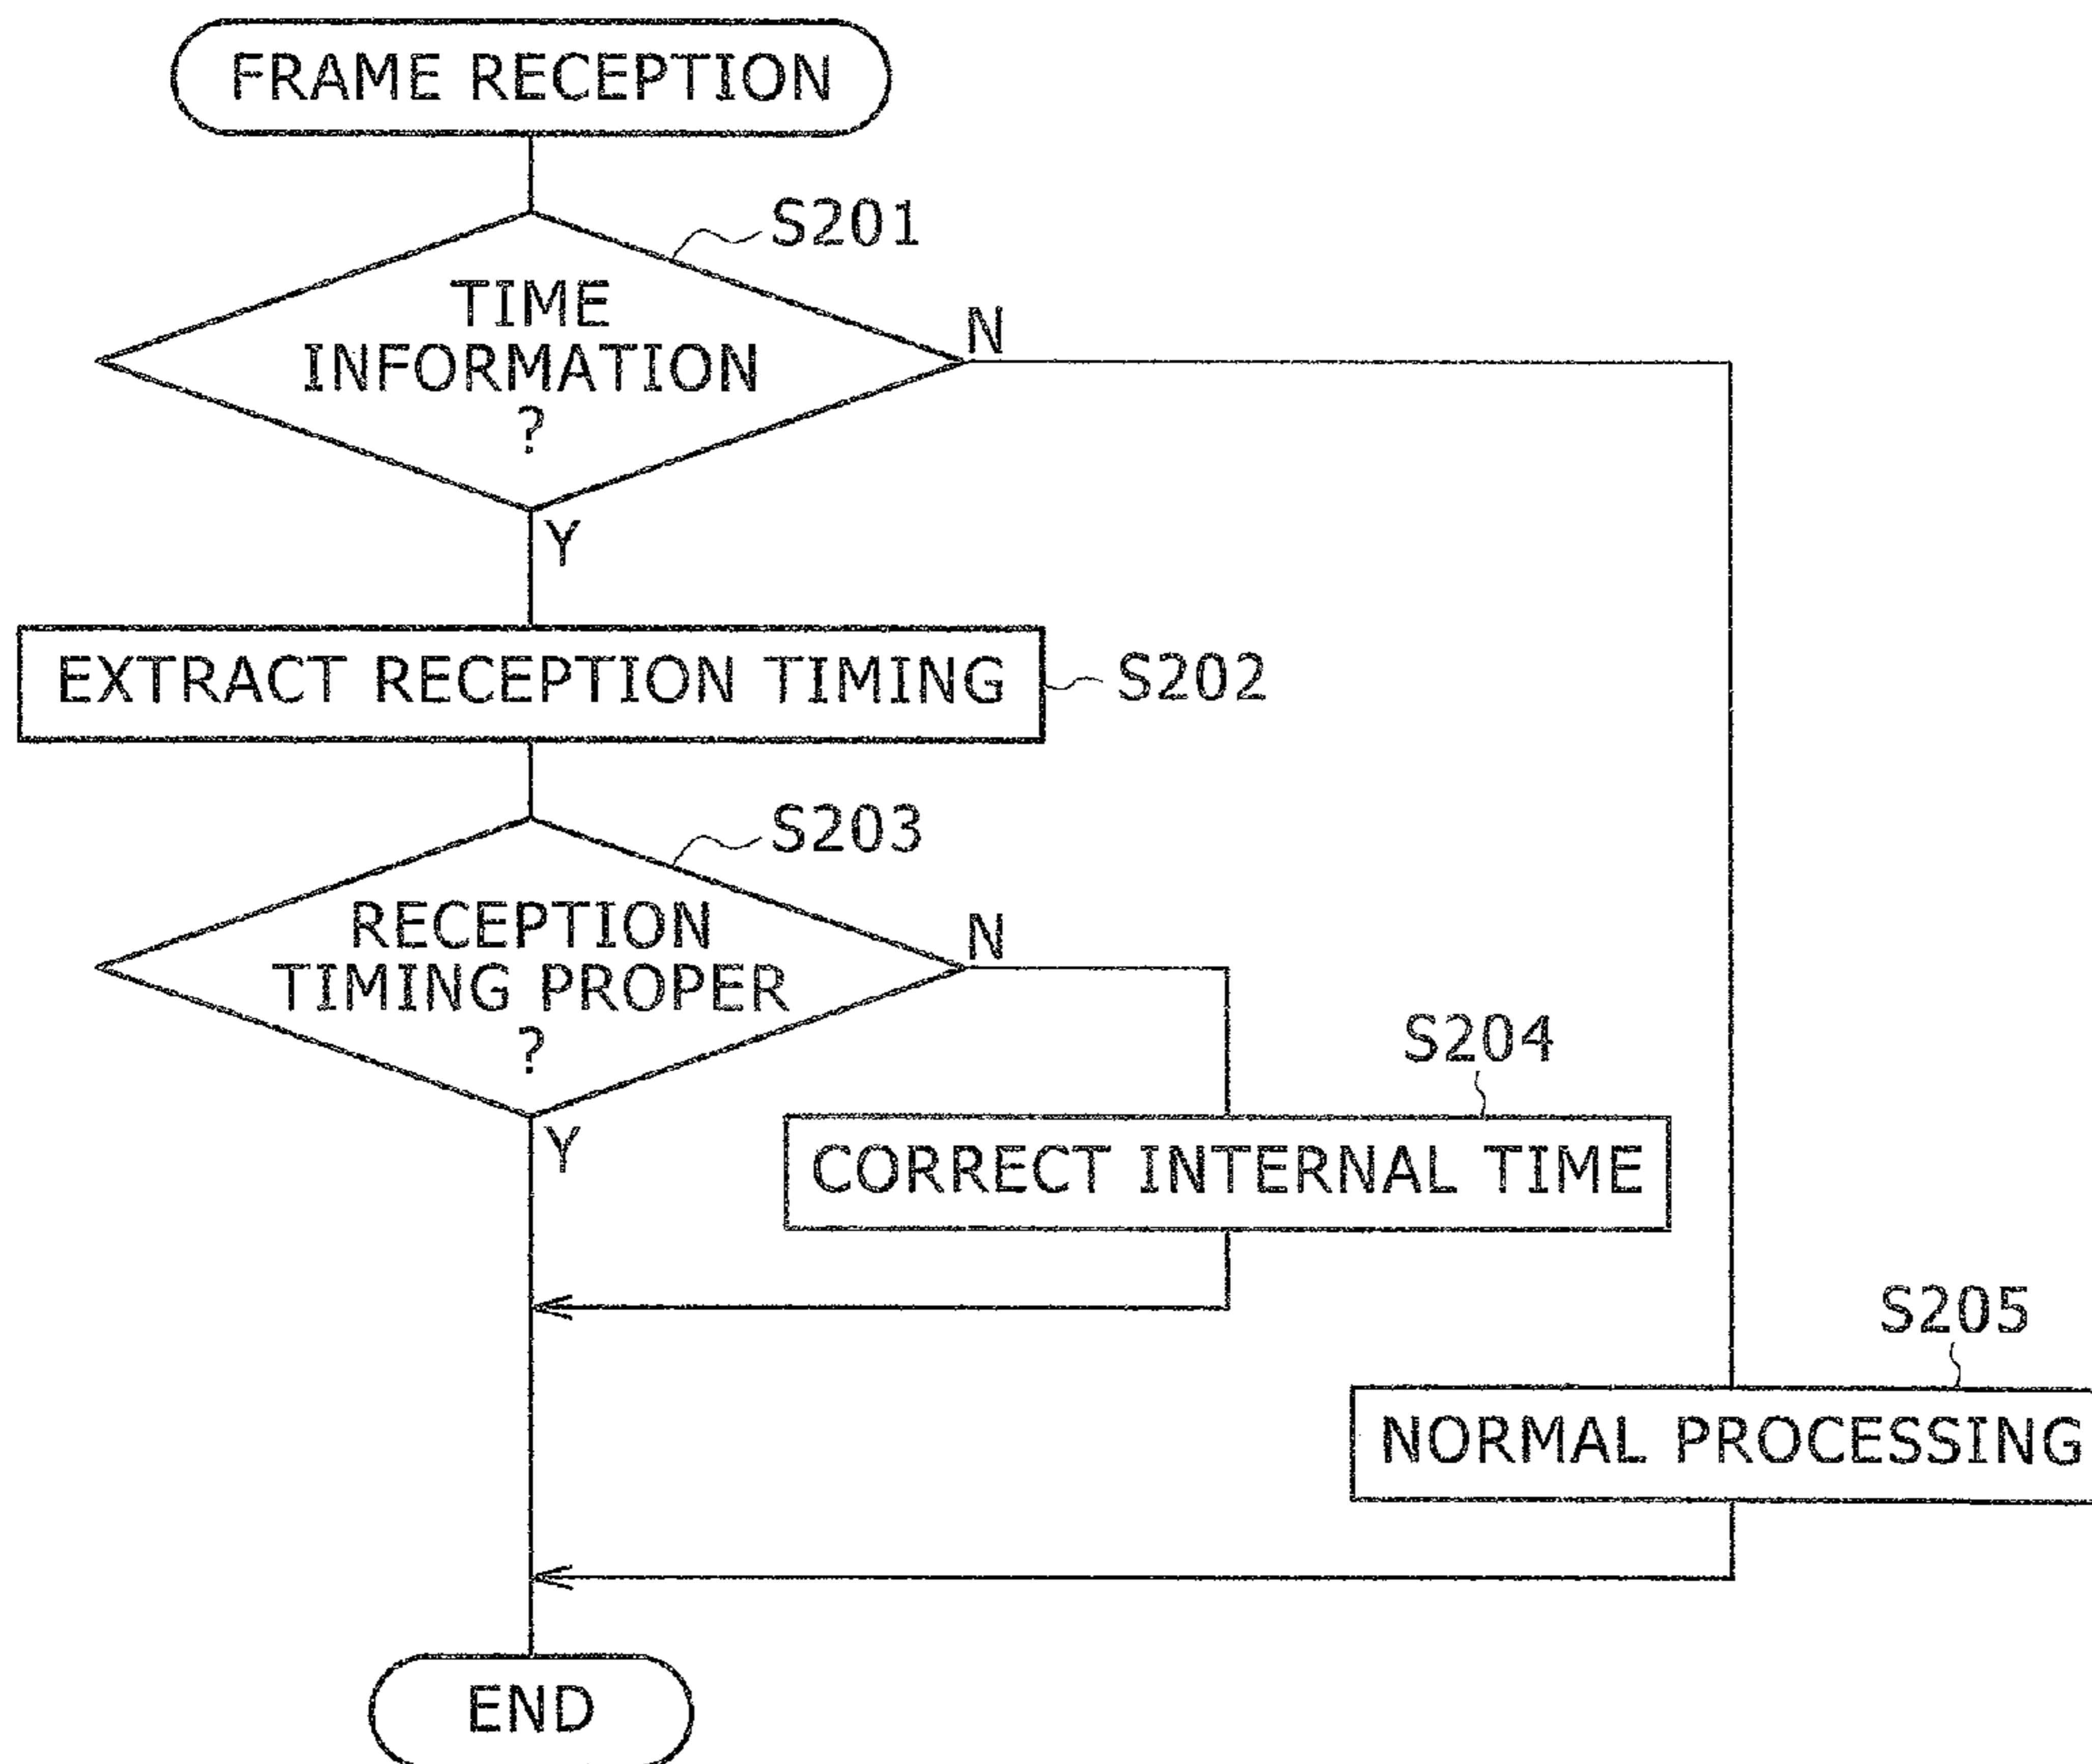 FRAME RECEPTION
S201
TIME
INFORMATION
?
N
Y
EXTRACT RECEPTION TIMING
S202
S203
RECEPTION
TIMING PROPER
?
N
Y
S204
CORRECT INTERNAL TIME
S205
NORMAL PROCESSING
END